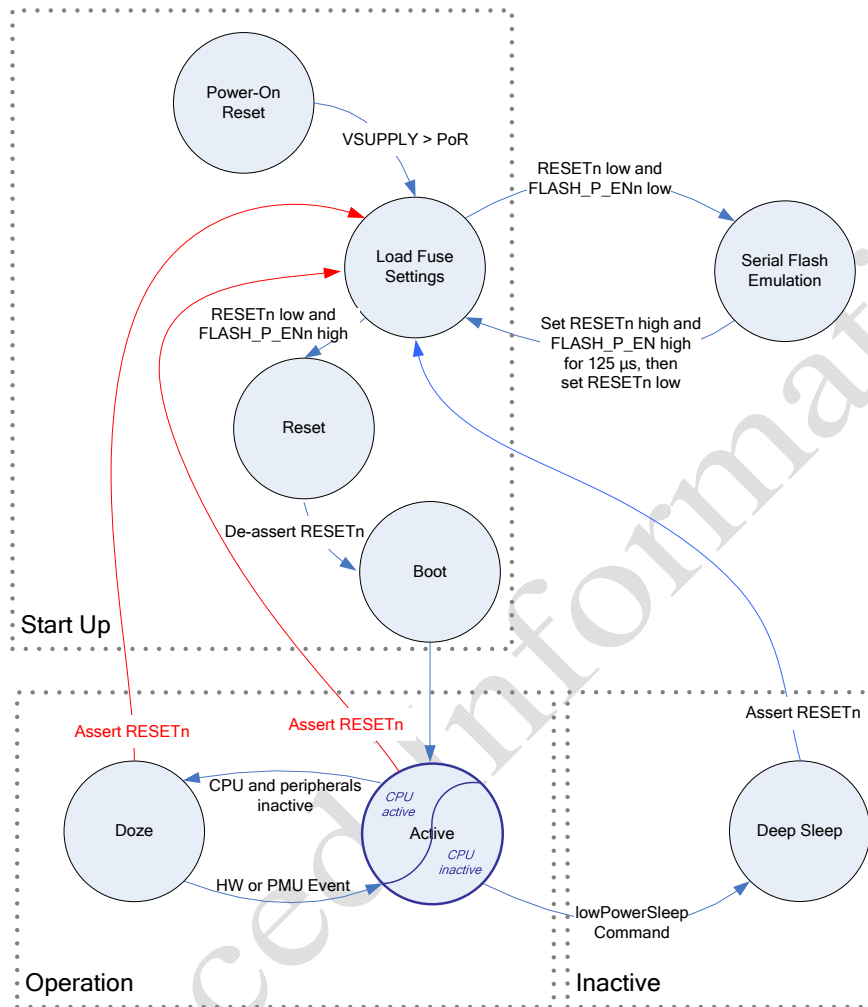 Power-On
Reset
VSUPPLY > PoR
RESETn low and
FLASH_P_ENn low
Load Fuse
Settings
Serial Flash
Emulation
RESETn low and
FLASH_P_ENn high
Set RESETn high and
FLASH_P_EN high
for 125 µs, then
set RESETn low
Reset
De-assert RESETn
Boot
Start Up
Assert RESETn
Assert RESETn
Assert RESETn
CPU and peripherals
inactive
CPU
active
Doze
Active
CPU
inactive
Deep Sleep
HW or PMU Event
lowPowerSleep
Command
Operation
Inactive